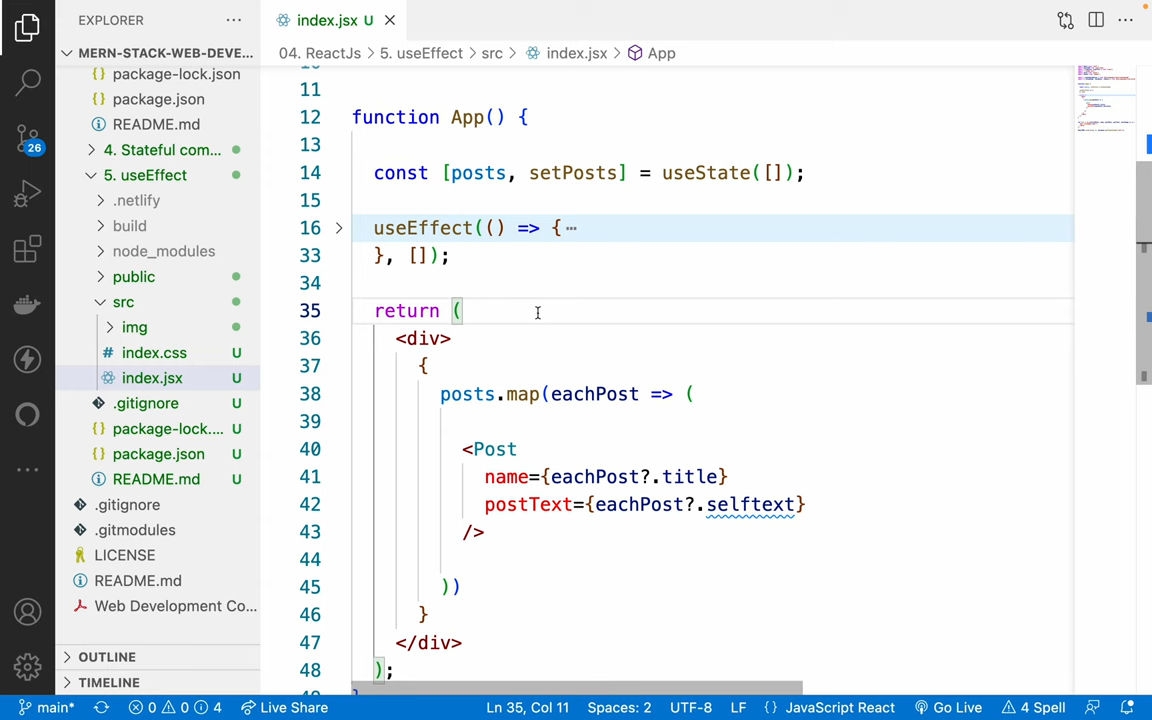 EXPLORER
index.jsx U
MERN-STACK-WEB-DEVE...
package-lock.json
package.json
README.md
4. Stateful com...
5. useEffect
.netlify
build
node_modules
public
src
img
index.css U
index.jsx U
.gitignore U
package-lock.... U
package.json U
README.md U
.gitignore
.gitmodules
LICENSE
README.md
Web Development Co...
OUTLINE
TIMELINE
26
04. ReactJs > 5. useEffect > src > index.jsx > App
11
12 function App() {
13
14 const [posts, setPosts] = useState([]);
15
16 useEffect(() => {⋯
33 }, []);
34
35 return (
36 <div>
37 {
38 posts.map(eachPost => (
39
40 <Post
41 name={eachPost?.title}
42 postText={eachPost?.selftext}
43 />
44
45 ))
46 }
47 </div>
48 );
main* 0 0 4 Live Share Ln 35, Col 11 Spaces: 2 UTF-8 LF {} JavaScript React Go Live 4 Spell